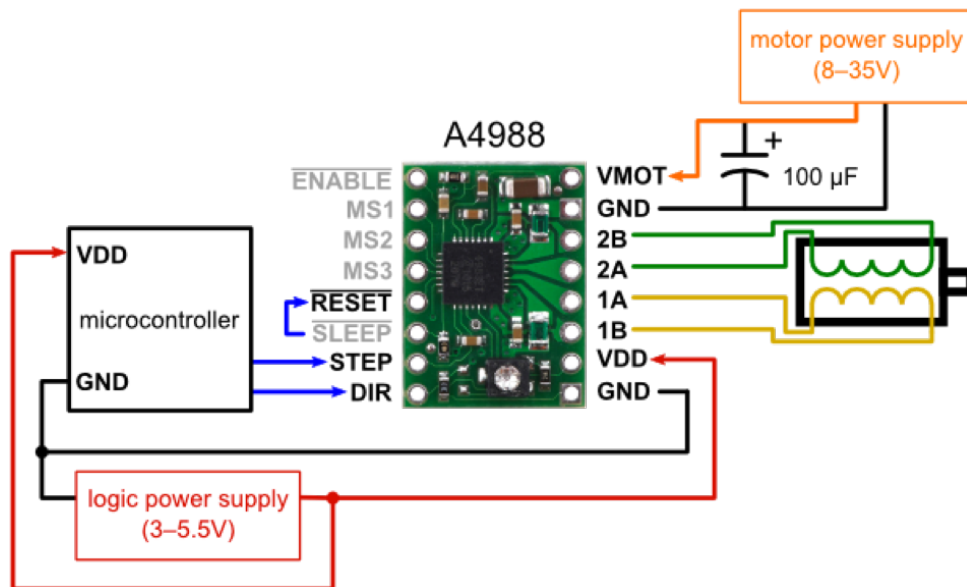 motor power supply
(8–35V)
A4988
ENABLE
VMOT
+
100 µF
MS1
GND
MS2
2B
VDD
MS3
2A
microcontroller
RESET
1A
SLEEP
1B
STEP
VDD
GND
DIR
GND
logic power supply
(3–5.5V)